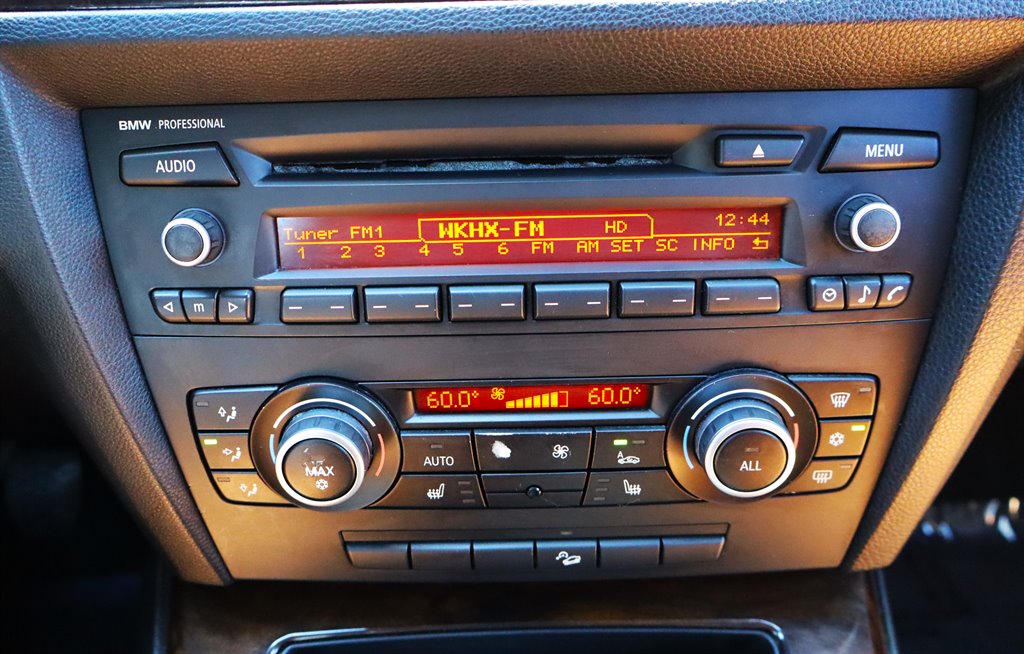 BMW PROFESSIONAL
AUDIO
MENU
Tuner FM1 WKHX-FM HD 12:44
1 2 3 4 5 6 FM AM SET SC INFO
m
60.0° 60.0°
MAX
AUTO
A
ALL